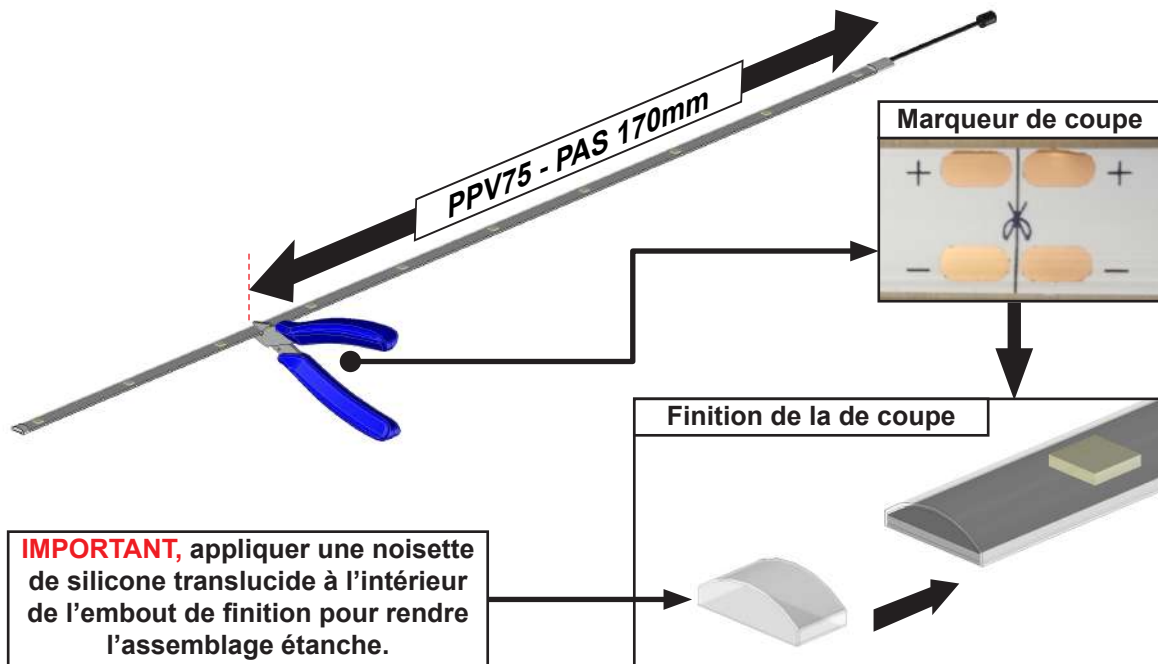 PPV75 - PAS 170mm
Marqueur de coupe
+ +
− −
Finition de la de coupe
IMPORTANT, appliquer une noisette
de silicone translucide à l’intérieur
de l’embout de finition pour rendre
l’assemblage étanche.